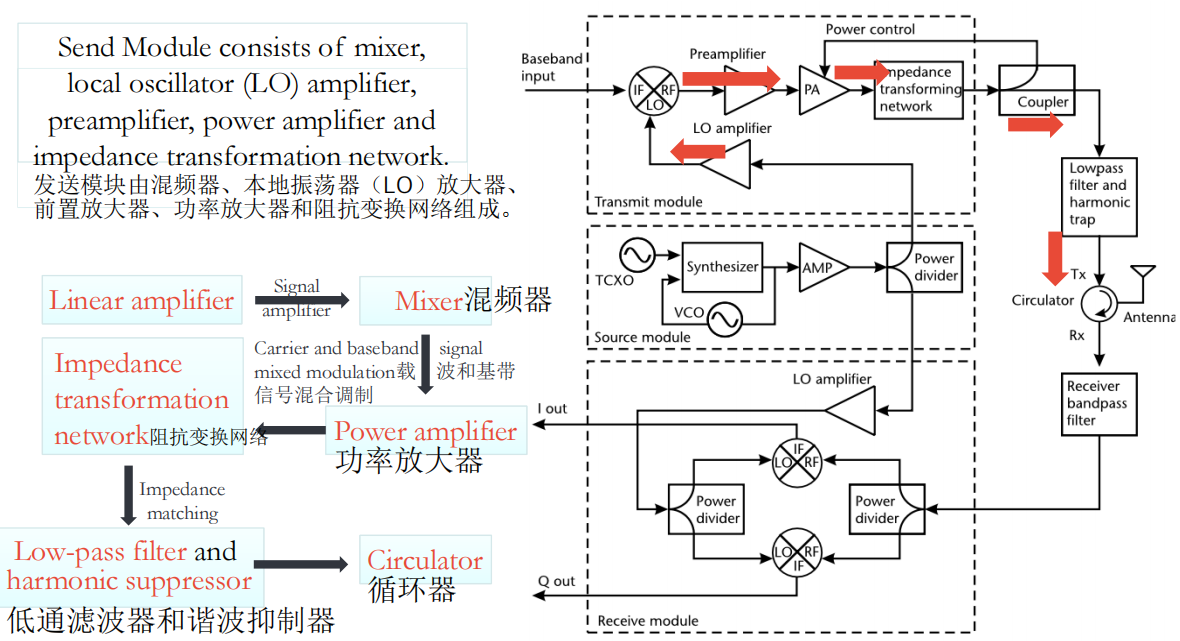 Send Module consists of mixer,
local oscillator (LO) amplifier,
preamplifier, power amplifier and
impedance transformation network.
发送模块由混频器、本地振荡器（LO）放大器、
前置放大器、功率放大器和阻抗变换网络组成。
Linear amplifier
Signal
amplifier
Mixer混频器
Impedance
transformation
network阻抗变换网络
Carrier and baseband signal
mixed modulation载波和基带
信号混合调制
Power amplifier
功率放大器
Impedance
matching
Low-pass filter and
harmonic suppressor
低通滤波器和谐波抑制器
Circulator
循环器
Power control
Baseband
input
Preamplifier
IF
RF
LO
PA
Impedance
transforming
network
Coupler
LO amplifier
Transmit module
Lowpass
filter and
harmonic
trap
Tx
Circulator
Antenna
Rx
TCXO
Synthesizer
AMP
Power
divider
VCO
Source module
Receiver
bandpass
filter
LO amplifier
I out
IF
LO
RF
Power
divider
Power
divider
LO
RF
IF
Q out
Receive module